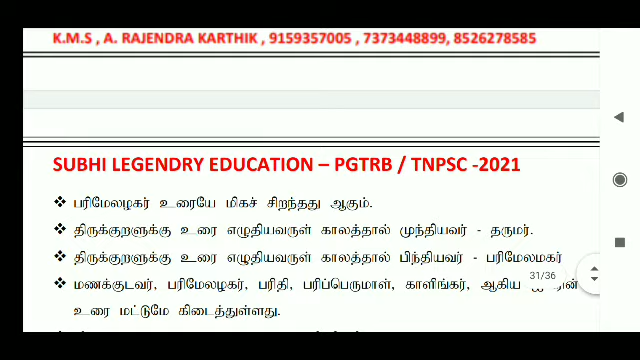 K.M.S , A. RAJENDRA KARTHIK , 9159357005 , 7373448899, 8526278585
SUBHI LEGENDRY EDUCATION – PGTRB / TNPSC -2021
❖ பரிமேலழகர் உரையே மிகச் சிறந்தது ஆகும்.
❖ திருக்குறளுக்கு உரை எழுதியவருள் காலத்தால் முந்தியவர் - தருமர்.
❖ திருக்குறளுக்கு உரை எழுதியவருள் காலத்தால் பிந்தியவர் - பரிமேலமகர்
31/36
❖ மணக்குடவர், பரிமேலழகர், பரிதி, பரிப்பெருமாள், காளிங்கர், ஆகிய
உரை மட்டுமே கிடைத்துள்ளது.